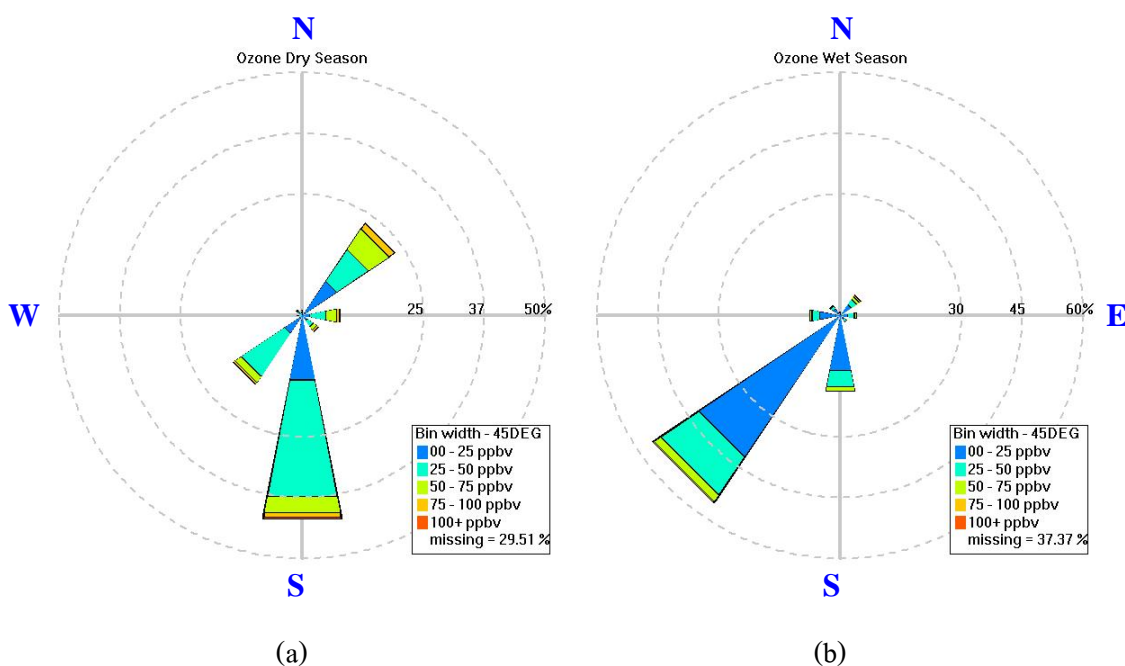 N
Ozone Dry Season
W
25
37
50%
Bin width - 45DEG
00 - 25 ppbv
25 - 50 ppbv
50 - 75 ppbv
75 - 100 ppbv
100+ ppbv
missing = 29.51 %
S
(a)
N
Ozone Wet Season
30
45
60%
E
Bin width - 45DEG
00 - 25 ppbv
25 - 50 ppbv
50 - 75 ppbv
75 - 100 ppbv
100+ ppbv
missing = 37.37 %
S
(b)